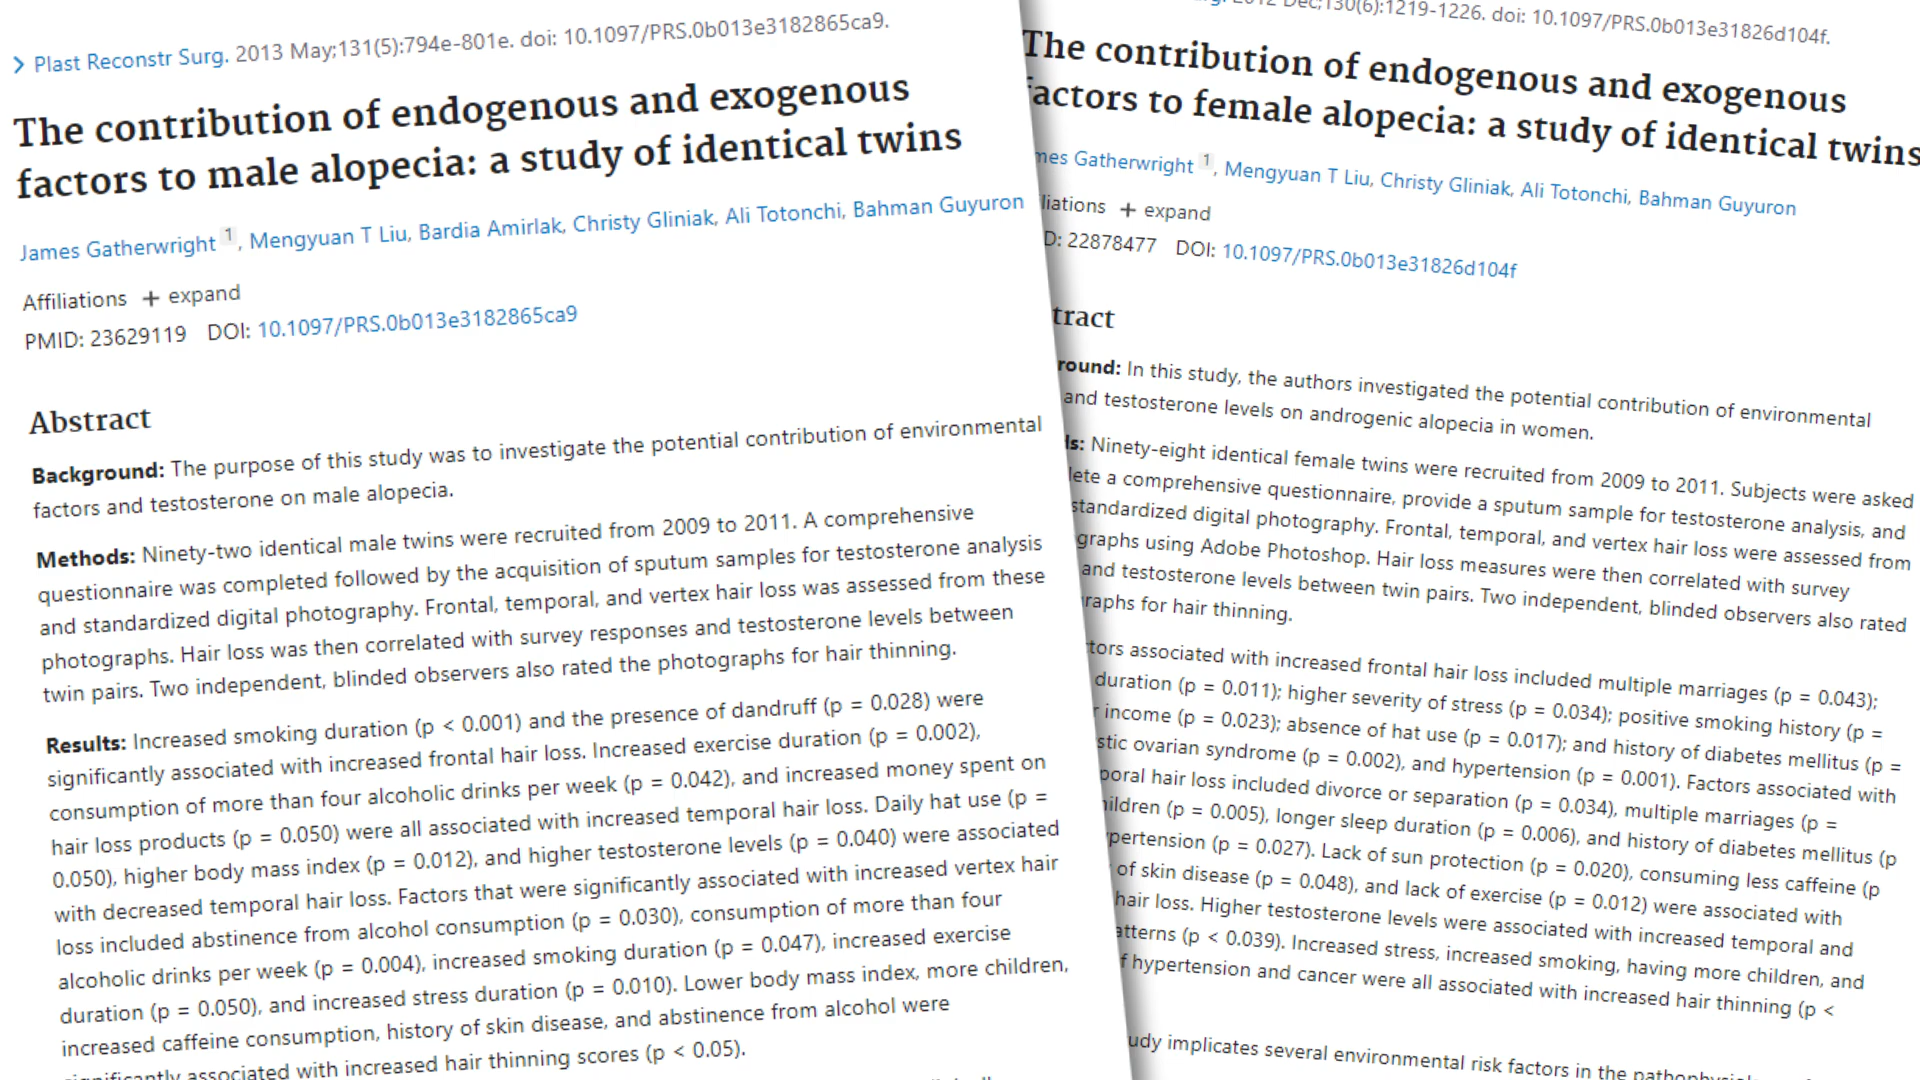 Plast Reconstr Surg. 2013 May;131(5):794e-801e. doi: 10.1097/PRS.0b013e3182865ca9.
The contribution of endogenous and exogenous
factors to male alopecia: a study of identical twins
James Gatherwright 1, Mengyuan T Liu, Bardia Amirlak, Christy Gliniak, Ali Totonchi, Bahman Guyuron
Affiliations + expand
PMID: 23629119 DOI: 10.1097/PRS.0b013e3182865ca9
Abstract
Background: The purpose of this study was to investigate the potential contribution of environmental
factors and testosterone on male alopecia.
Methods: Ninety-two identical male twins were recruited from 2009 to 2011. A comprehensive
questionnaire was completed followed by the acquisition of sputum samples for testosterone analysis
and standardized digital photography. Frontal, temporal, and vertex hair loss was assessed from these
photographs. Hair loss was then correlated with survey responses and testosterone levels between
twin pairs. Two independent, blinded observers also rated the photographs for hair thinning.
Results: Increased smoking duration (p < 0.001) and the presence of dandruff (p = 0.028) were
significantly associated with increased frontal hair loss. Increased exercise duration (p = 0.002),
consumption of more than four alcoholic drinks per week (p = 0.042), and increased money spent on
hair loss products (p = 0.050) were all associated with increased temporal hair loss. Daily hat use (p =
0.050), higher body mass index (p = 0.012), and higher testosterone levels (p = 0.040) were associated
with decreased temporal hair loss. Factors that were significantly associated with increased vertex hair
loss included abstinence from alcohol consumption (p = 0.030), consumption of more than four
alcoholic drinks per week (p = 0.004), increased smoking duration (p = 0.047), increased exercise
duration (p = 0.050), and increased stress duration (p = 0.010). Lower body mass index, more children,
increased caffeine consumption, history of skin disease, and abstinence from alcohol were
significantly associated with increased hair thinning scores (p < 0.05).
2012 Dec;130(6):1219-1226. doi: 10.1097/PRS.0b013e31826d104f.
The contribution of endogenous and exogenous
factors to female alopecia: a study of identical twins
mes Gatherwright 1, Mengyuan T Liu, Christy Gliniak, Ali Totonchi, Bahman Guyuron
liations + expand
D: 22878477 DOI: 10.1097/PRS.0b013e31826d104f
tract
round: In this study, the authors investigated the potential contribution of environmental
and testosterone levels on androgenic alopecia in women.
ds: Ninety-eight identical female twins were recruited from 2009 to 2011. Subjects were asked
lete a comprehensive questionnaire, provide a sputum sample for testosterone analysis, and
standardized digital photography. Frontal, temporal, and vertex hair loss were assessed from
graphs using Adobe Photoshop. Hair loss measures were then correlated with survey
and testosterone levels between twin pairs. Two independent, blinded observers also rated
raphs for hair thinning.
tors associated with increased frontal hair loss included multiple marriages (p = 0.043);
duration (p = 0.011); higher severity of stress (p = 0.034); positive smoking history (p =
r income (p = 0.023); absence of hat use (p = 0.017); and history of diabetes mellitus (p =
stic ovarian syndrome (p = 0.002), and hypertension (p = 0.001). Factors associated with
poral hair loss included divorce or separation (p = 0.034), multiple marriages (p =
hildren (p = 0.005), longer sleep duration (p = 0.006), and history of diabetes mellitus (p
pertension (p = 0.027). Lack of sun protection (p = 0.020), consuming less caffeine (p
of skin disease (p = 0.048), and lack of exercise (p = 0.012) were associated with
hair loss. Higher testosterone levels were associated with increased temporal and
atterns (p < 0.039). Increased stress, increased smoking, having more children, and
f hypertension and cancer were all associated with increased hair thinning (p <
udy implicates several environmental risk factors in the